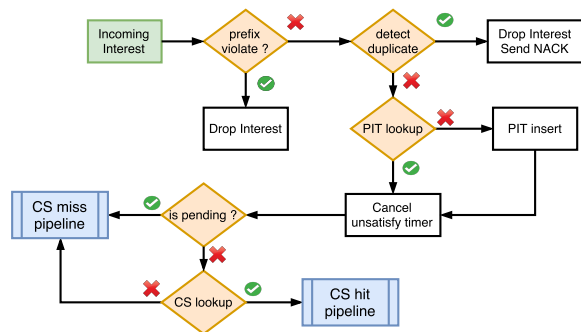 Incoming
Interest
prefix
violate ?
detect
duplicate
Drop Interest
Send NACK
Drop Interest
PIT lookup
PIT insert
CS miss
pipeline
is pending ?
Cancel
unsatisfy timer
CS lookup
CS hit
pipeline